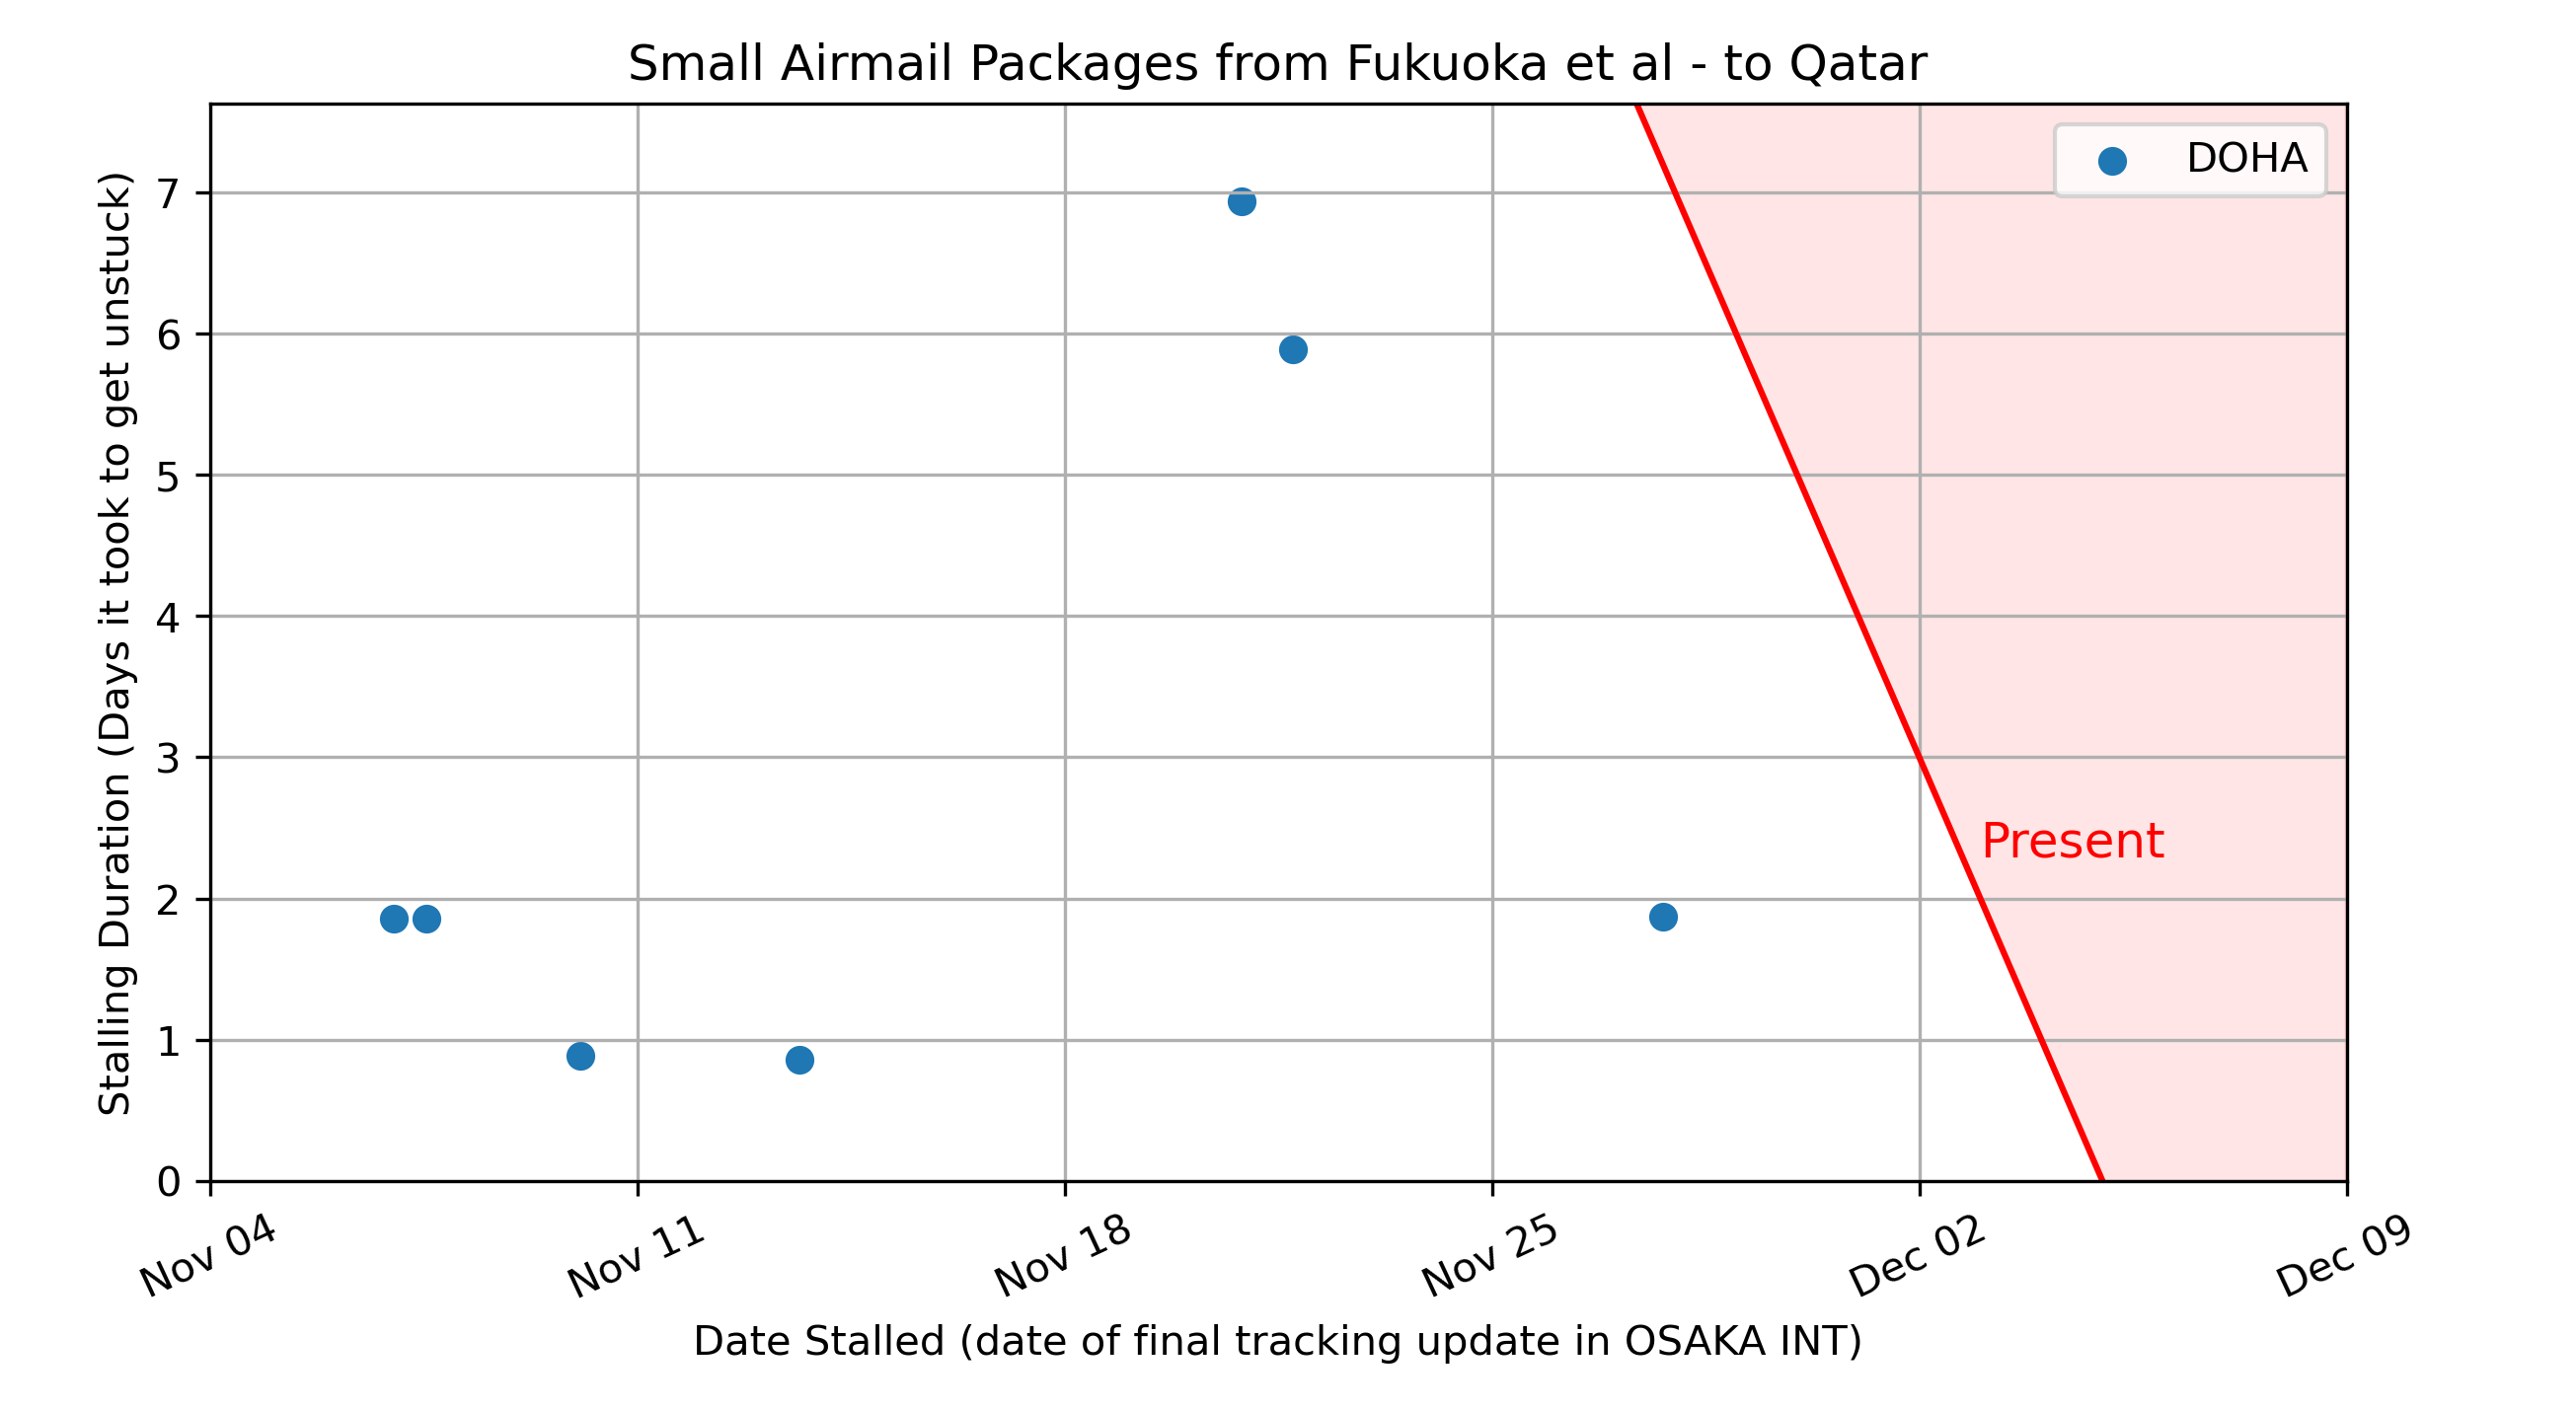 Small Airmail Packages from Fukuoka et al - to Qatar
DOHA
Stalling Duration (Days it took to get unstuck)
7
6
5
4
3
2
1
0
Present
Nov 04
Nov 11
Nov 18
Nov 25
Dec 02
Dec 09
Date Stalled (date of final tracking update in OSAKA INT)